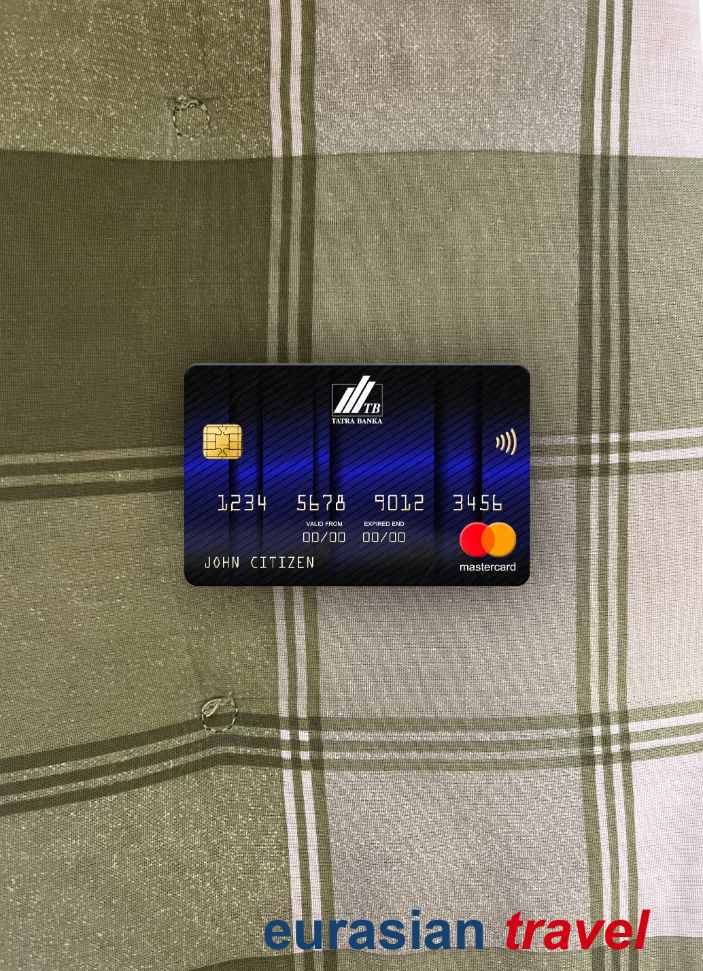 TB
TATRA BANKA
1234 5678 9012 3456
VALID FROM EXPIRED END
00/00 00/00
JOHN CITIZEN
mastercard
eurasian travel